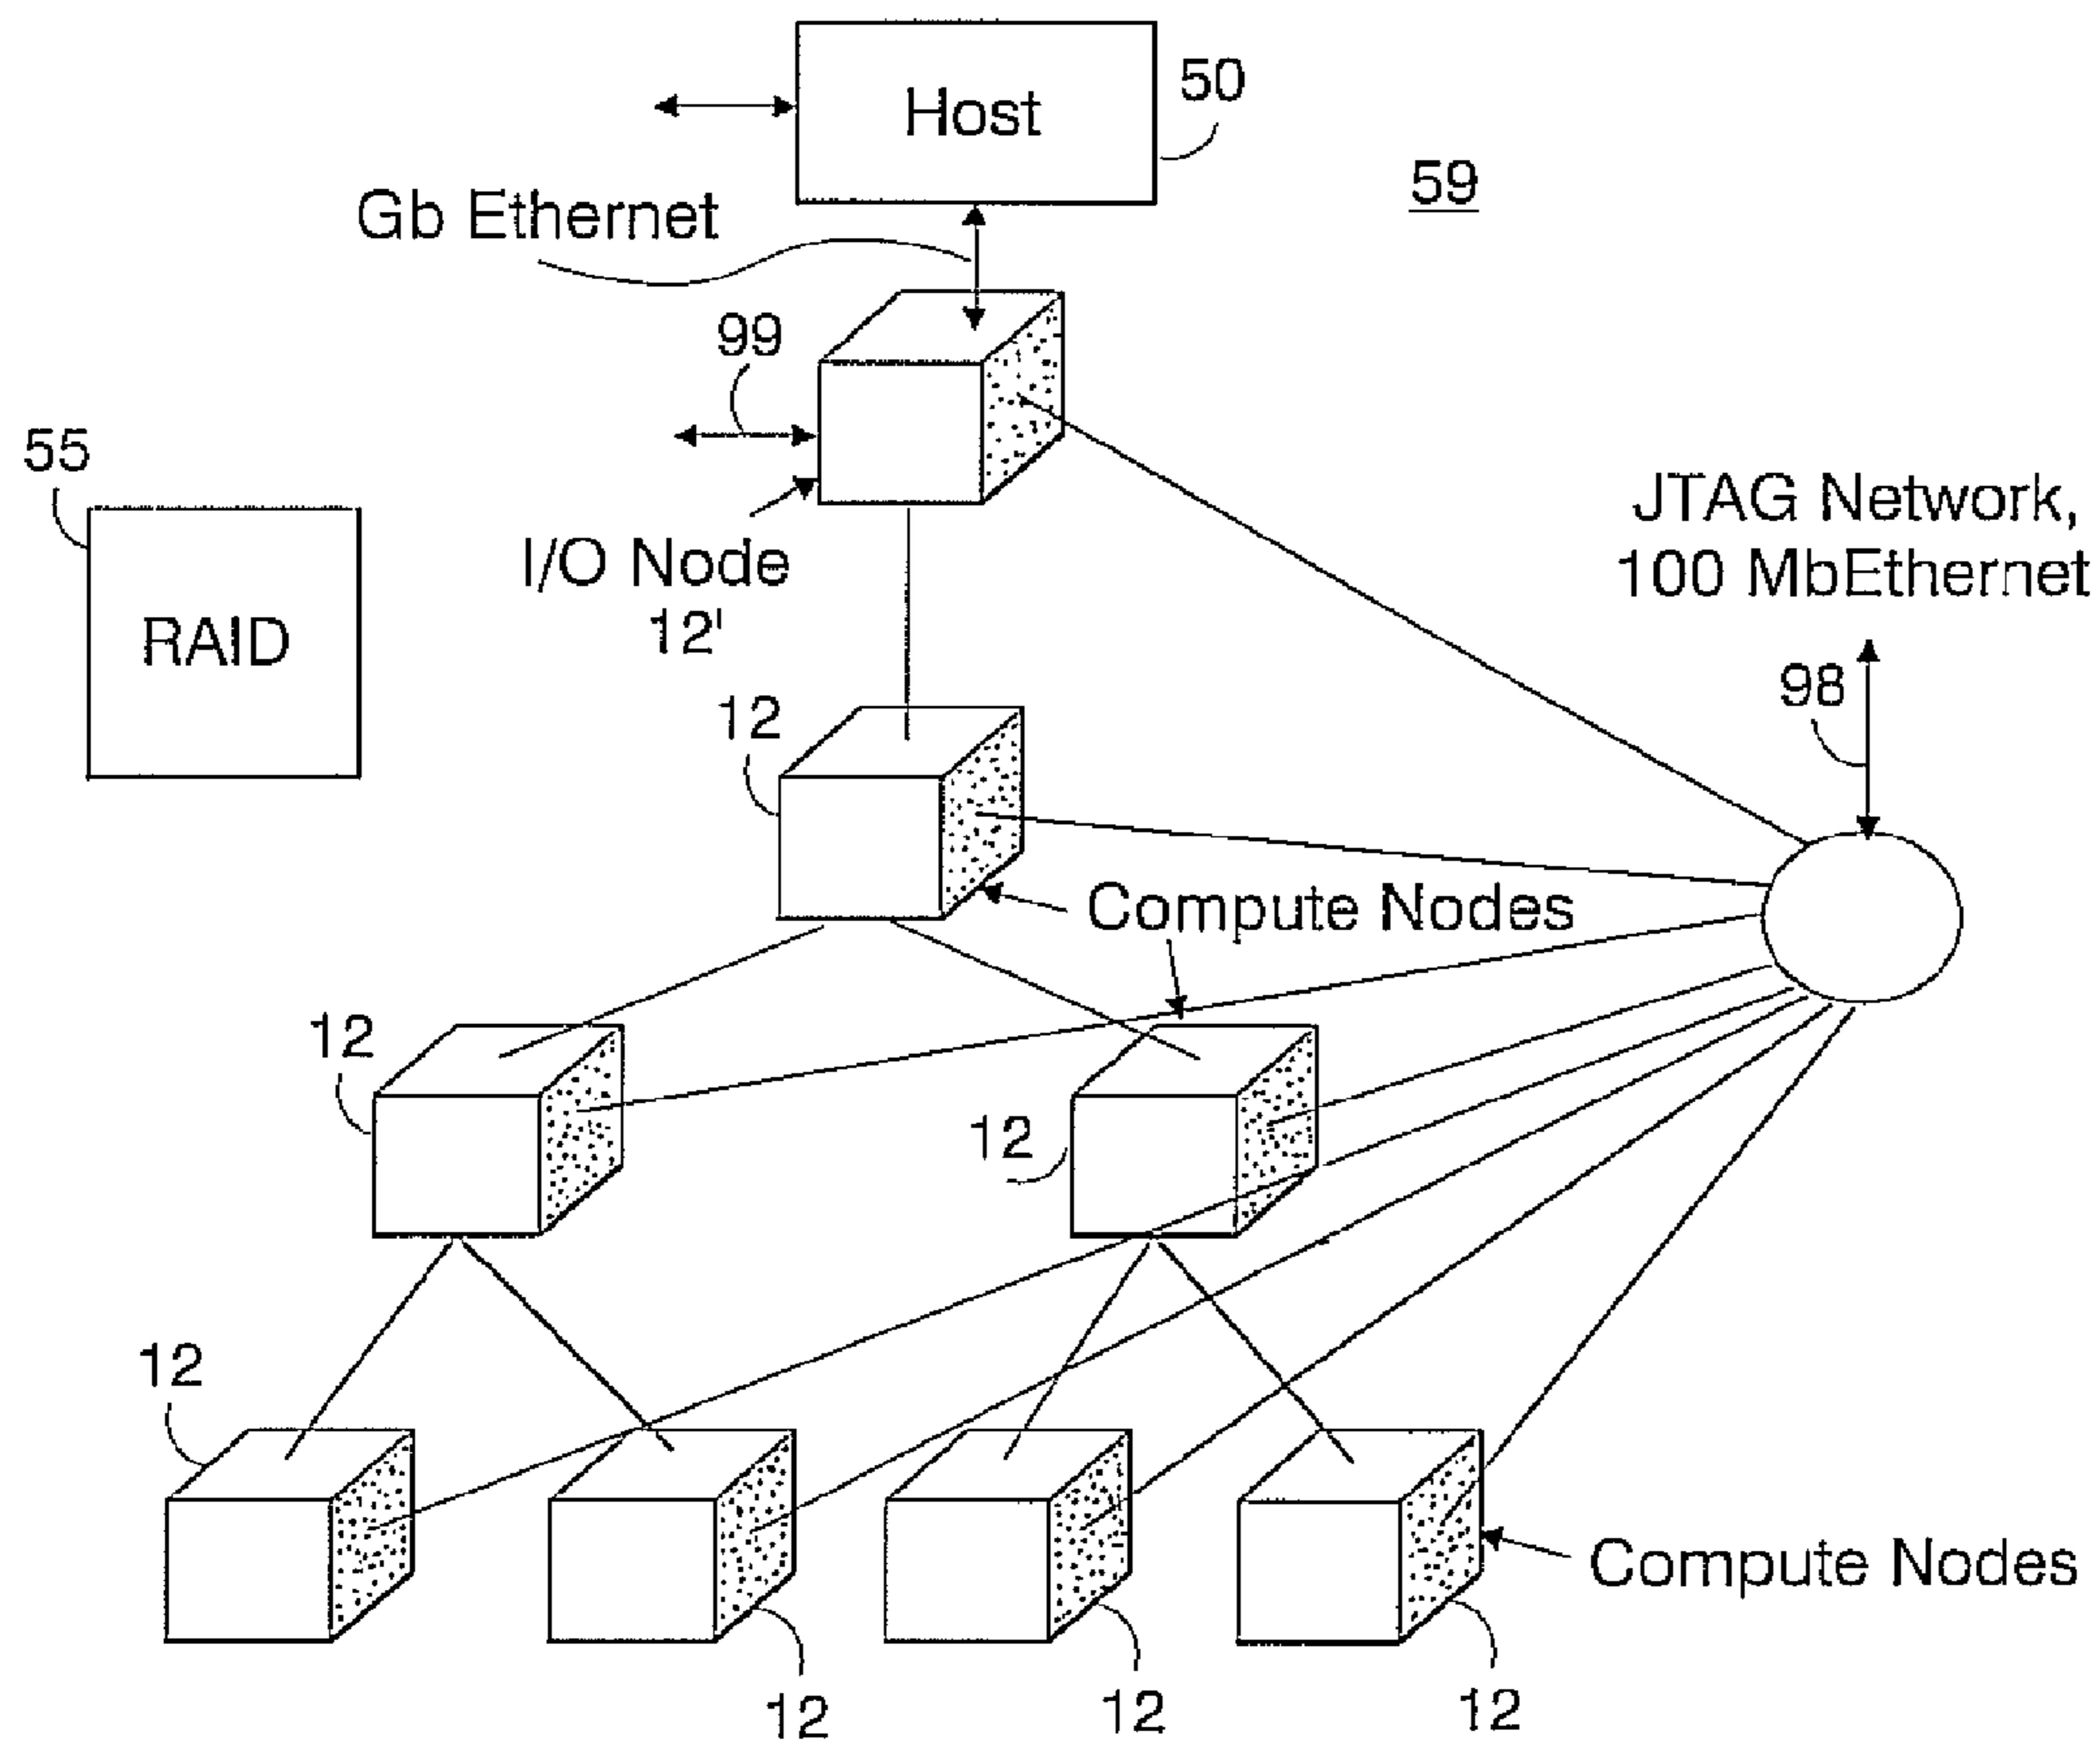 Host
50
59
Gb Ethernet
99
55
RAID
I/O Node
12'
JTAG Network,
100 MbEthernet
98
12
Compute Nodes
12
12
12
Compute Nodes
12
12
12